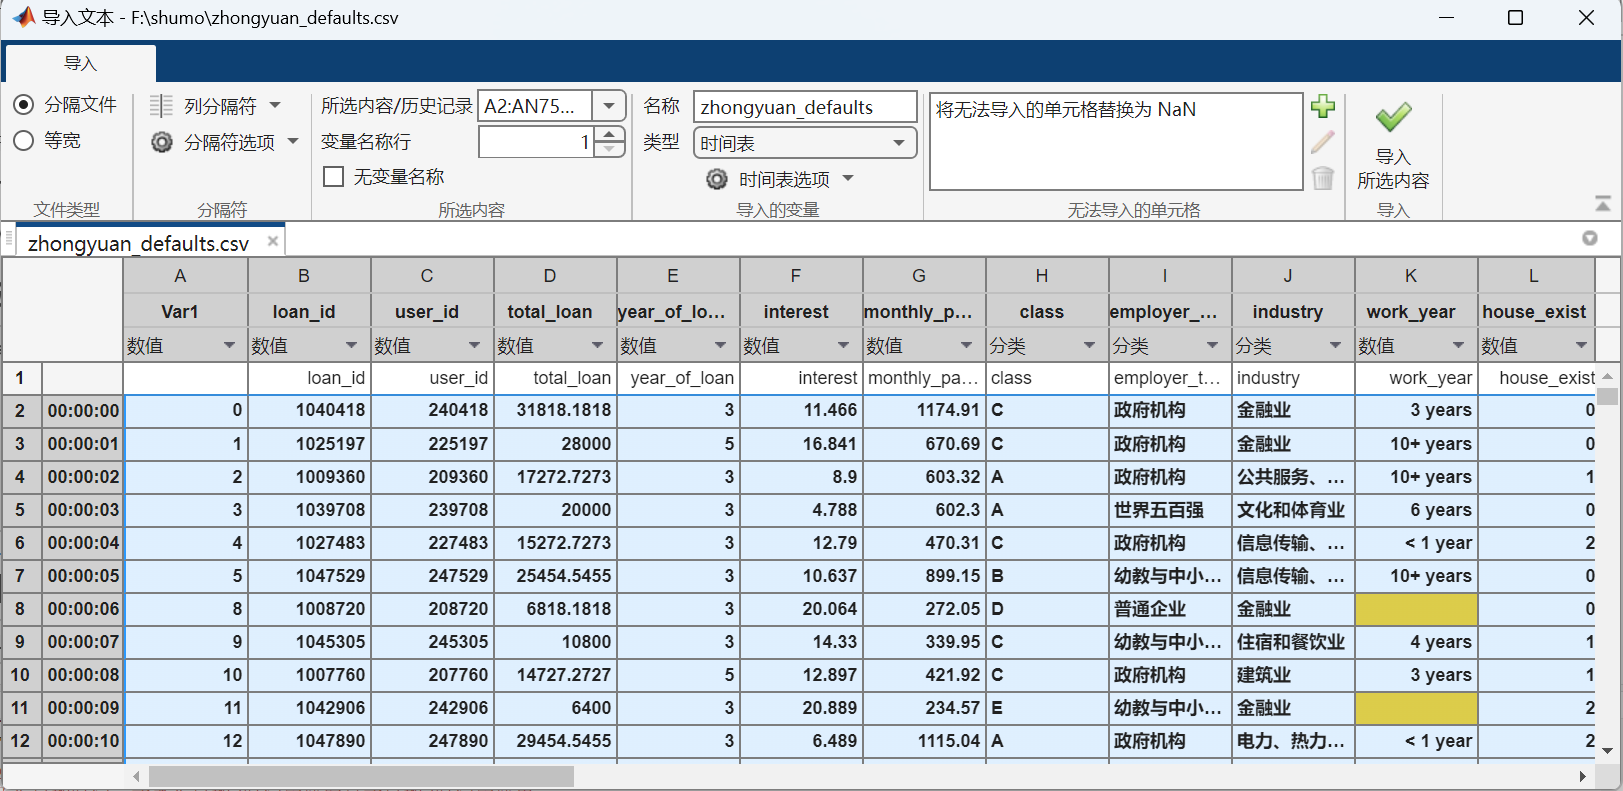 导入文本 - F:\shumo\zhongyuan_defaults.csv
导入
分隔文件 列分隔符 所选内容/历史记录 A2:AN75... 名称 zhongyuan_defaults 将无法导入的单元格替换为 NaN
等宽 分隔符选项 变量名称行 1 类型 时间表 导入
无变量名称 时间表选项 所选内容
文件类型 分隔符 所选内容 导入的变量 无法导入的单元格 导入
zhongyuan_defaults.csv
A B C D E F G H I J K L
Var1 loan_id user_id total_loan year_of_lo... interest monthly_p... class employer_... industry work_year house_exist
数值 数值 数值 数值 数值 数值 数值 分类 分类 分类 数值 数值
1 loan_id user_id total_loan year_of_loan interest monthly_pa... class employer_t... industry work_year house_exist
2 00:00:00 0 1040418 240418 31818.1818 3 11.466 1174.91 C 政府机构 金融业 3 years 0
3 00:00:01 1 1025197 225197 28000 5 16.841 670.69 C 政府机构 金融业 10+ years 0
4 00:00:02 2 1009360 209360 17272.7273 3 8.9 603.32 A 政府机构 公共服务、... 10+ years 1
5 00:00:03 3 1039708 239708 20000 3 4.788 602.3 A 世界五百强 文化和体育业 6 years 0
6 00:00:04 4 1027483 227483 15272.7273 3 12.79 470.31 C 政府机构 信息传输、... < 1 year 2
7 00:00:05 5 1047529 247529 25454.5455 3 10.637 899.15 B 幼教与中小... 信息传输、... 10+ years 0
8 00:00:06 8 1008720 208720 6818.1818 3 20.064 272.05 D 普通企业 金融业 0
9 00:00:07 9 1045305 245305 10800 3 14.33 339.95 C 幼教与中小... 住宿和餐饮业 4 years 1
10 00:00:08 10 1007760 207760 14727.2727 5 12.897 421.92 C 政府机构 建筑业 3 years 1
11 00:00:09 11 1042906 242906 6400 3 20.889 234.57 E 幼教与中小... 金融业 2
12 00:00:10 12 1047890 247890 29454.5455 3 6.489 1115.04 A 政府机构 电力、热力... < 1 year 2